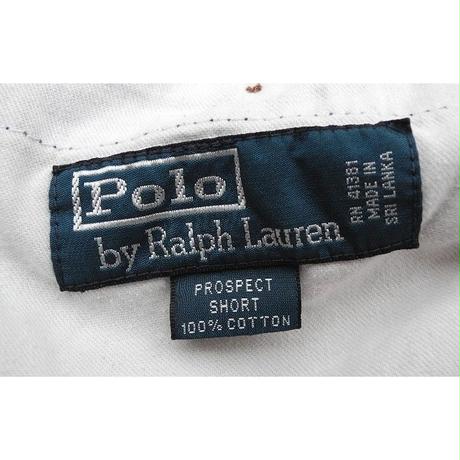 Polo
by Ralph Lauren
RN 41381
MADE IN
SRI LANKA
PROSPECT
SHORT
100% COTTON